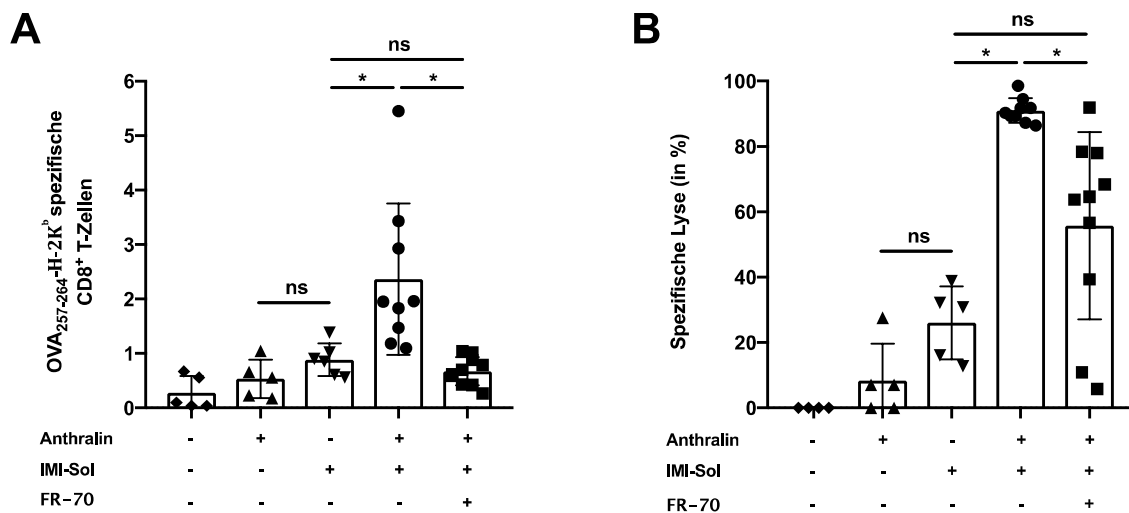 A
ns
*
*
6
5
4
3
2
1
0
OVA257-264-H-2Kᵇ spezifische
CD8⁺ T-Zellen
ns
Anthralin - + - + +
IMI-Sol - - + + +
FR-70 - - - - +
B
ns
*
*
100
80
60
40
20
0
Spezifische Lyse (in %)
ns
Anthralin - + - + +
IMI-Sol - - + + +
FR-70 - - - - +